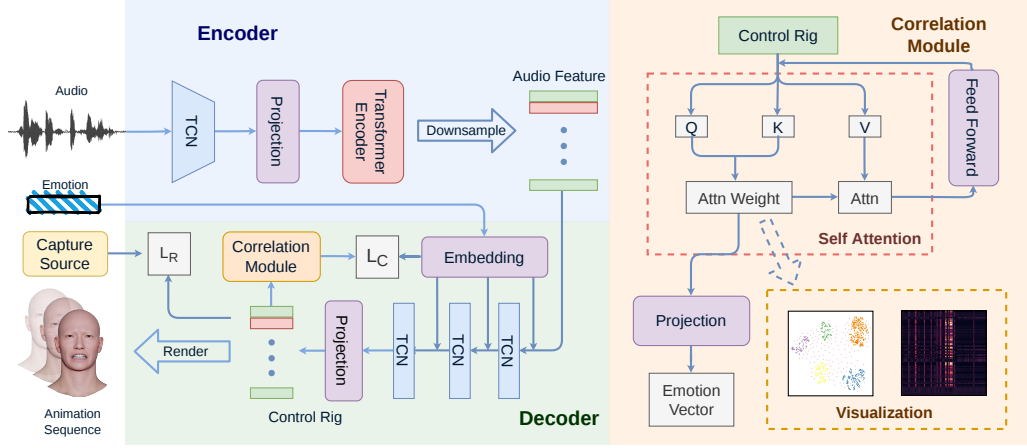 Encoder
Audio
TCN
Projection
Transformer
Encoder
Downsample
Audio Feature
Emotion
Capture
Source
L_R
Correlation
Module
L_C
Embedding
Render
Projection
TCN
TCN
TCN
Control Rig
Animation
Sequence
Decoder
Correlation
Module
Control Rig
Q
K
V
Feed Forward
Attn Weight
Attn
Self Attention
Projection
Emotion
Vector
Visualization